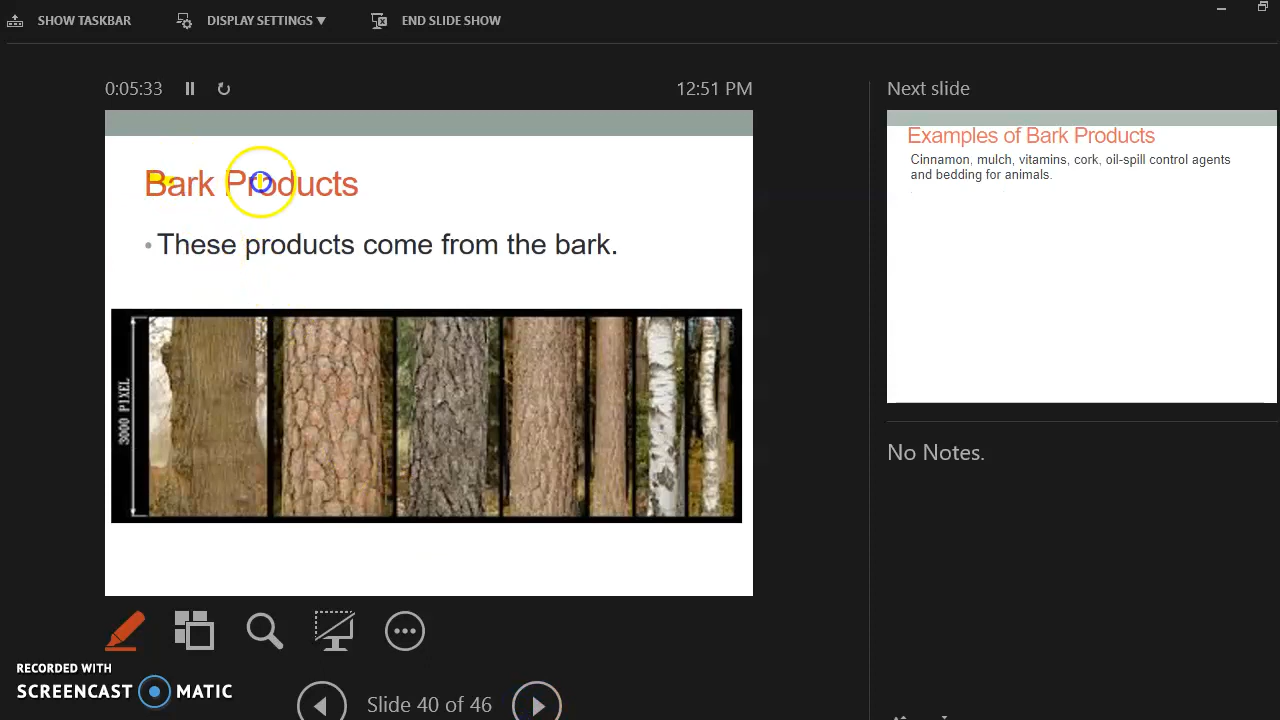 SHOW TASKBAR
DISPLAY SETTINGS ▼
END SLIDE SHOW
0:05:33
12:51 PM
Bark Products
• These products come from the bark.
3000 PIXEL
Next slide
Examples of Bark Products
Cinnamon, mulch, vitamins, cork, oil-spill control agents
and bedding for animals.
No Notes.
RECORDED WITH
SCREENCAST MATIC
Slide 40 of 46